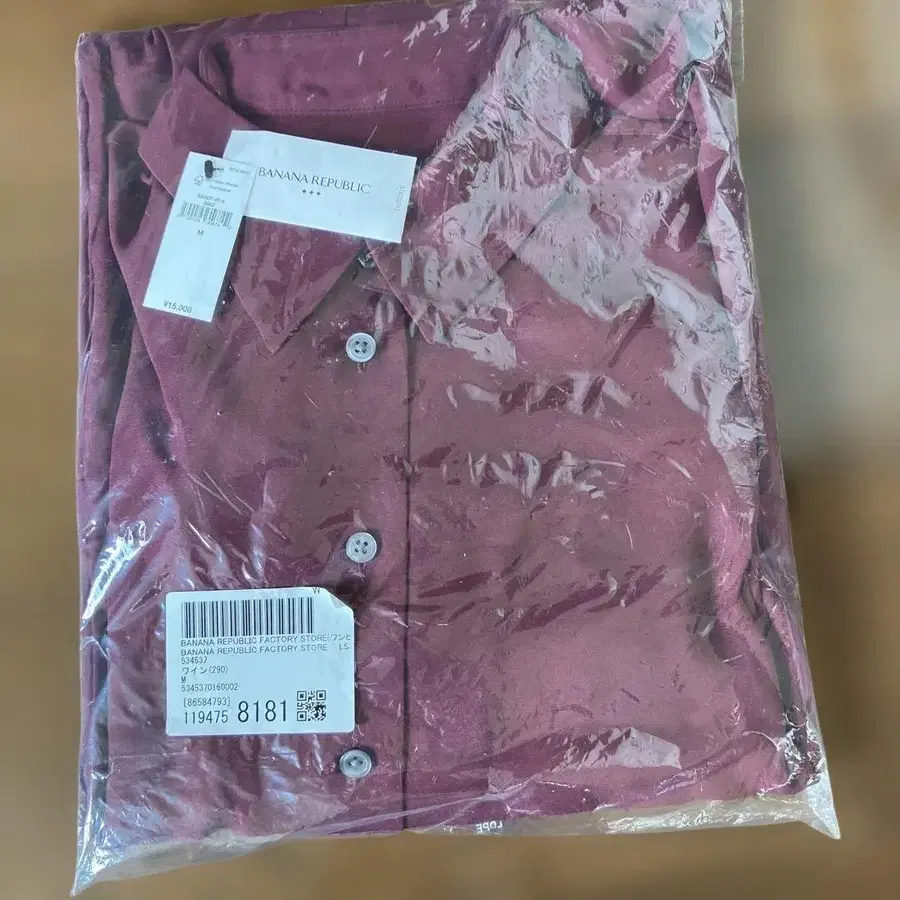 BANANA REPUBLIC
M
¥15,000
W
BANANA REPUBLIC FACTORY STORE(ワンピ
BANANA REPUBLIC FACTORY STORE LS
534537
ワイン(290)
M
5345370160002
[86584793]
119475 8181
LDPE